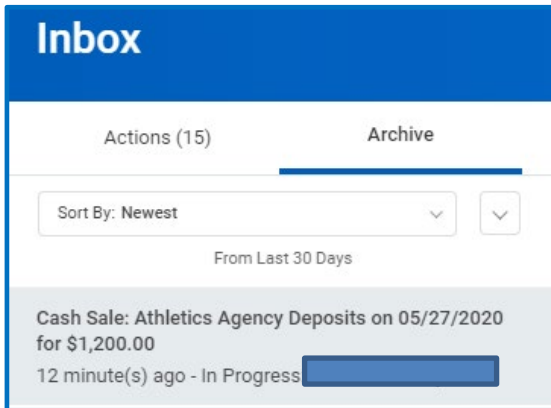 Inbox
Actions (15)
Archive
Sort By: Newest
From Last 30 Days
Cash Sale: Athletics Agency Deposits on 05/27/2020
for $1,200.00
12 minute(s) ago - In Progress